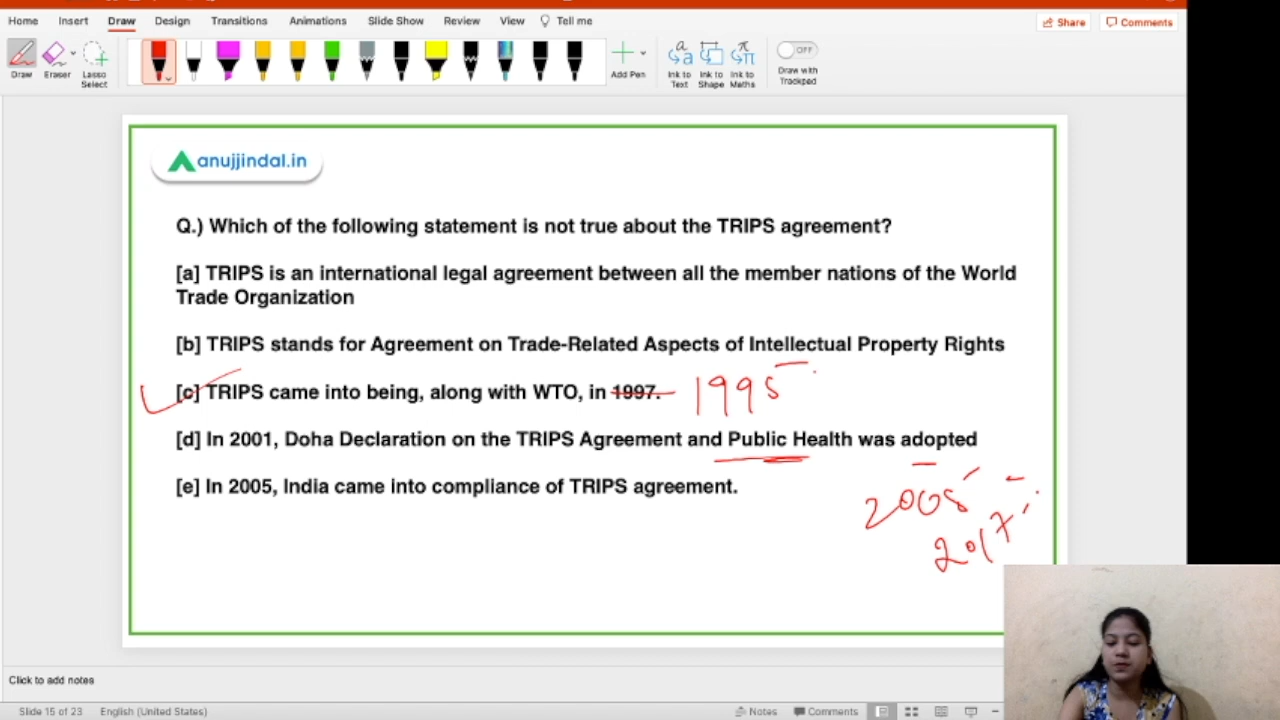 Home Insert Draw Design Transitions Animations Slide Show Review View Tell me Share Comments
Draw Eraser Lasso Select Add Pen Ink to Text Ink to Shape Ink to Maths OFF Draw with Trackpad
anujjindal.in
Q.) Which of the following statement is not true about the TRIPS agreement?
[a] TRIPS is an international legal agreement between all the member nations of the World
Trade Organization
[b] TRIPS stands for Agreement on Trade-Related Aspects of Intellectual Property Rights
[c] TRIPS came into being, along with WTO, in 1997. 1995
[d] In 2001, Doha Declaration on the TRIPS Agreement and Public Health was adopted
[e] In 2005, India came into compliance of TRIPS agreement.
2005
2017
Click to add notes
Slide 15 of 23 English (United States) Notes Comments